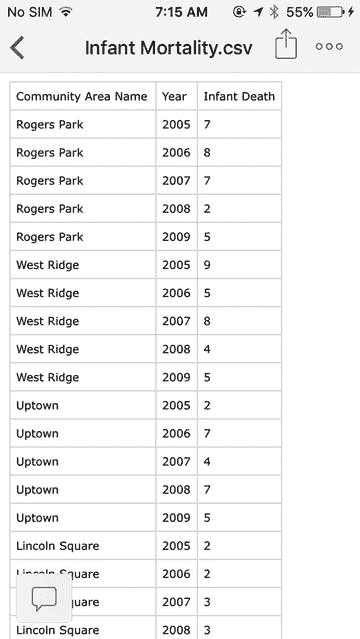 No SIM 7:15 AM 55%
Infant Mortality.csv
Community Area Name Year Infant Death
Rogers Park 2005 7
Rogers Park 2006 8
Rogers Park 2007 7
Rogers Park 2008 2
Rogers Park 2009 5
West Ridge 2005 9
West Ridge 2006 5
West Ridge 2007 8
West Ridge 2008 4
West Ridge 2009 5
Uptown 2005 2
Uptown 2006 7
Uptown 2007 4
Uptown 2008 7
Uptown 2009 5
Lincoln Square 2005 2
Lincoln Square 2006 2
quare 2007 3
Lincoln Square 2008 3